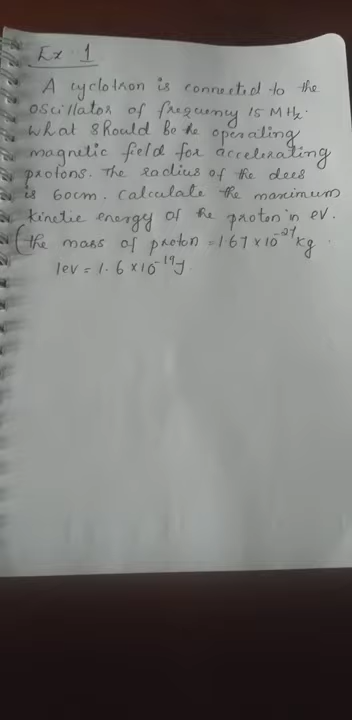 Ex. 1
A cyclotron is connected to the
oscillator of frequency 15 MHz.
What should be the operating
magnetic field for accelerating
protons. The radius of the dees
is 60cm. Calculate the maximum
kinetic energy of the proton in ev.
(the mass of proton = 1.67 × 10⁻²⁷ kg
1ev = 1.6 × 10⁻¹⁹ J